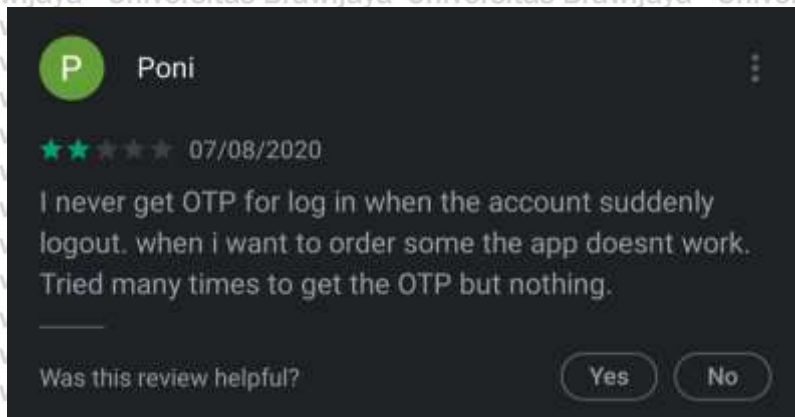 P
Poni
07/08/2020
I never get OTP for log in when the account suddenly
logout. when i want to order some the app doesnt work.
Tried many times to get the OTP but nothing.
Was this review helpful?
Yes
No